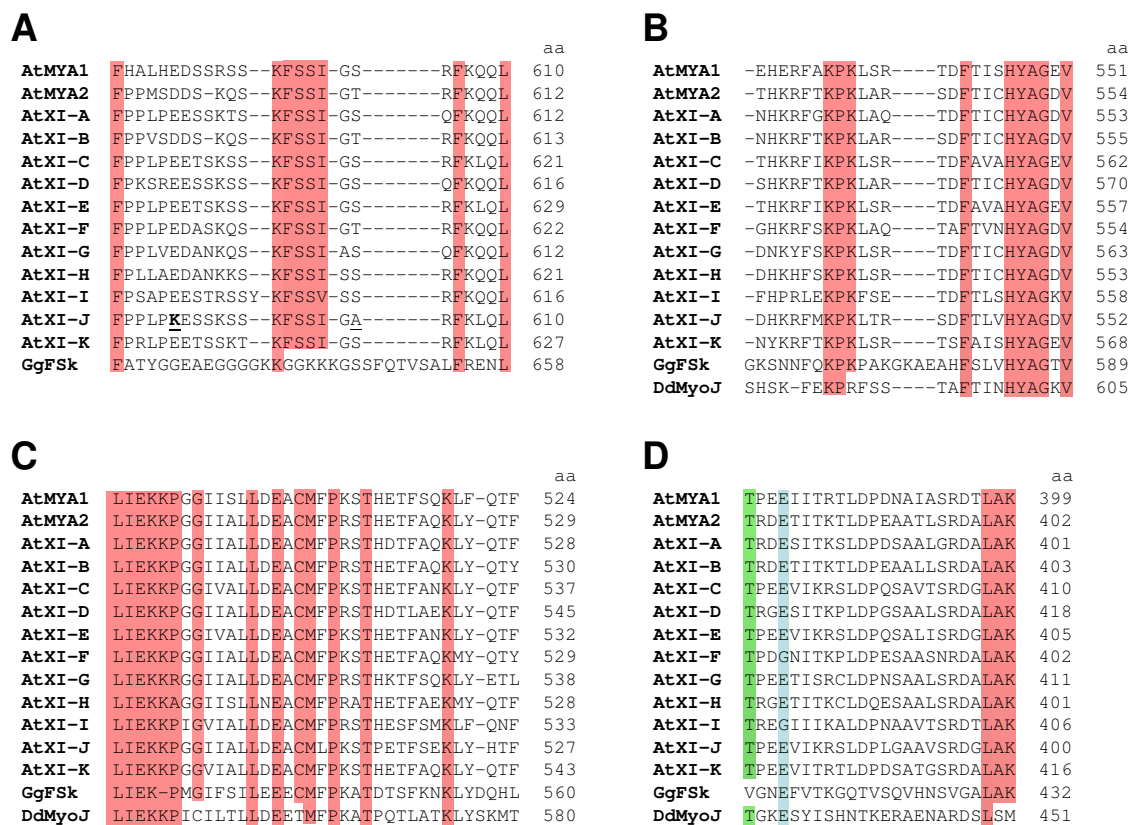 A
aa
AtMYA1 FHALHEDSSRSS--KFSSI-GS-------RFKQQL 610
AtMYA2 FPPMSDDS-KQS--KFSSI-GT-------RFKQQL 612
AtXI-A FPPLPEESSKTS--KFSSI-GS-------QFKQQL 612
AtXI-B FPPVSDDS-KQS--KFSSI-GT-------RFKQQL 613
AtXI-C FPPLPEETSKSS--KFSSI-GS-------RFKLQL 621
AtXI-D FPKSREESSKSS--KFSSI-GS-------RFKQQL 616
AtXI-E FPPLPEETSKSS--KFSSI-GS-------RFKLQL 629
AtXI-F FPPLPEDASKQS--KFSSI-GT-------RFKQQL 622
AtXI-G FPPLVEDANKQS--KFSSI-AS-------QFKQQL 612
AtXI-H FPLLAEDANKKS--KFSSI-SS-------RFKQQL 621
AtXI-I FPSAPEESTRSSY-KFSSV-SS-------RFKQQL 616
AtXI-J FPPLPKESSKSS--KFSSI-GA-------RFKLQL 610
AtXI-K FPRLPEETSSKT--KFSSI-GS-------RFKLQL 627
GgFSk FATYGGEAEGGGGKKGGKKKGSSFQTVSALFRENL 658
B
aa
AtMYA1 -EHERFAKPKLSR----TDFTISHYAGEV 551
AtMYA2 -THKRFTKPKLAR----SDFTICHYAGDV 554
AtXI-A -NHKRFGKPKLAQ----TDFTICHYAGDV 553
AtXI-B -SHKRFTKPKLAR----SDFTICHYAGDV 555
AtXI-C -THKRFIKPKLSR----TDFAVAHYAGEV 562
AtXI-D -SHKRFTKPKLAR----TDFTICHYAGDV 570
AtXI-E -THKRFIKPKLSR----TDFAVAHYAGEV 557
AtXI-F -GHKRFSKPKLAQ----TAFTVNHYAGDV 554
AtXI-G -DNKYFSKPKLSR----TDFTICHYAGDV 563
AtXI-H -DHKHFSKPKLSR----TDFTICHYAGDV 553
AtXI-I -FHPRLEKPKFSE----TDFTLSHYAGKV 558
AtXI-J -DHKRFMKPKLTR----SDFTLVHYAGDV 552
AtXI-K -NYKRFIKPKLSR----TDFTVAHYAGEV 568
GgFSk GKSNNFQKPKPAKGKAEAHFSLVHYAGTV 589
DdMyoJ SHSK-FEKPRFSS----TAFTINHYAGKV 605
C
aa
AtMYA1 LIEKKPGGIISLLDEACMFPKSTHETFSQKLF-QTF 524
AtMYA2 LIEKKPGGIIALLDEACMFPRSTHETFAQKLY-QTF 529
AtXI-A LIEKKPGGIIALLDEACMFPRSTHDTFAQKLY-QTF 528
AtXI-B LIEKKPGGIIALLDEACMFPRSTHETFAQKLY-QTY 530
AtXI-C LIEKKPGGIVALLDEACMFPKSTHETFANKLY-QTF 537
AtXI-D LIEKKPGGIIALLDEACMFPRSTHDTLAEKLY-QTF 545
AtXI-E LIEKKPGGIVALLDEACMFPKSTHETFANKLY-QTF 532
AtXI-F LIEKKPGGIIALLDEACMFPKSTHETFAQKMY-QTY 529
AtXI-G LIEKKRGGIIALLDEACMFPRSTHKTFSQKLY-ETL 538
AtXI-H LIEKKAGGIISLLNEACMFPRATHETFAEKMY-QTF 528
AtXI-I LIEKKPIGVIALLDEACMFPRSTHESFSMKLF-QNF 533
AtXI-J LIEKKPGGIIALLDEACMLPKSTPETFSEKLY-HTF 527
AtXI-K LIEKKPGGVIALLDEACMFPKSTHETFAQKLY-QTF 543
GgFSk LIEK-PMGIFSILEEECMFPKATDTSFKNKLYDQHL 560
DdMyoJ LIEKKPICILTLLDEETMFPKATPQTLATKLYSKMT 580
D
aa
AtMYA1 TPEEIITRTLDPDNAIASRDTLAK 399
AtMYA2 TRDETITKTLDPEAATLSRDALAK 402
AtXI-A TRDESITKSLDPDSAALGRDALAK 401
AtXI-B TRDETITKTLDPEAALLSRDALAK 403
AtXI-C TPEEVIKRSLDPQSAVTSRDGLAK 410
AtXI-D TRGESITKPLDPGSAALSRDALAK 418
AtXI-E TPEEVIKRSLDPQSALISRDGLAK 405
AtXI-F TPDGNITKPLDPESAASNRDALAK 402
AtXI-G TPEETISRCLDPNSAALSRDALAK 411
AtXI-H TRGEMITKCLDQESAALSRDALAK 401
AtXI-I TREGIIIKALDPNAAVTSRDTLAK 406
AtXI-J TPEEVIKRSLDPLGAAVSRDGLAK 400
AtXI-K TPEEVITRTLDPDSATGSRDGLAK 416
GgFSk VGNEFVTKGQTVSQVHNSVGALAK 432
DdMyoJ TGKESYISHNTKERAENARDSLSM 451